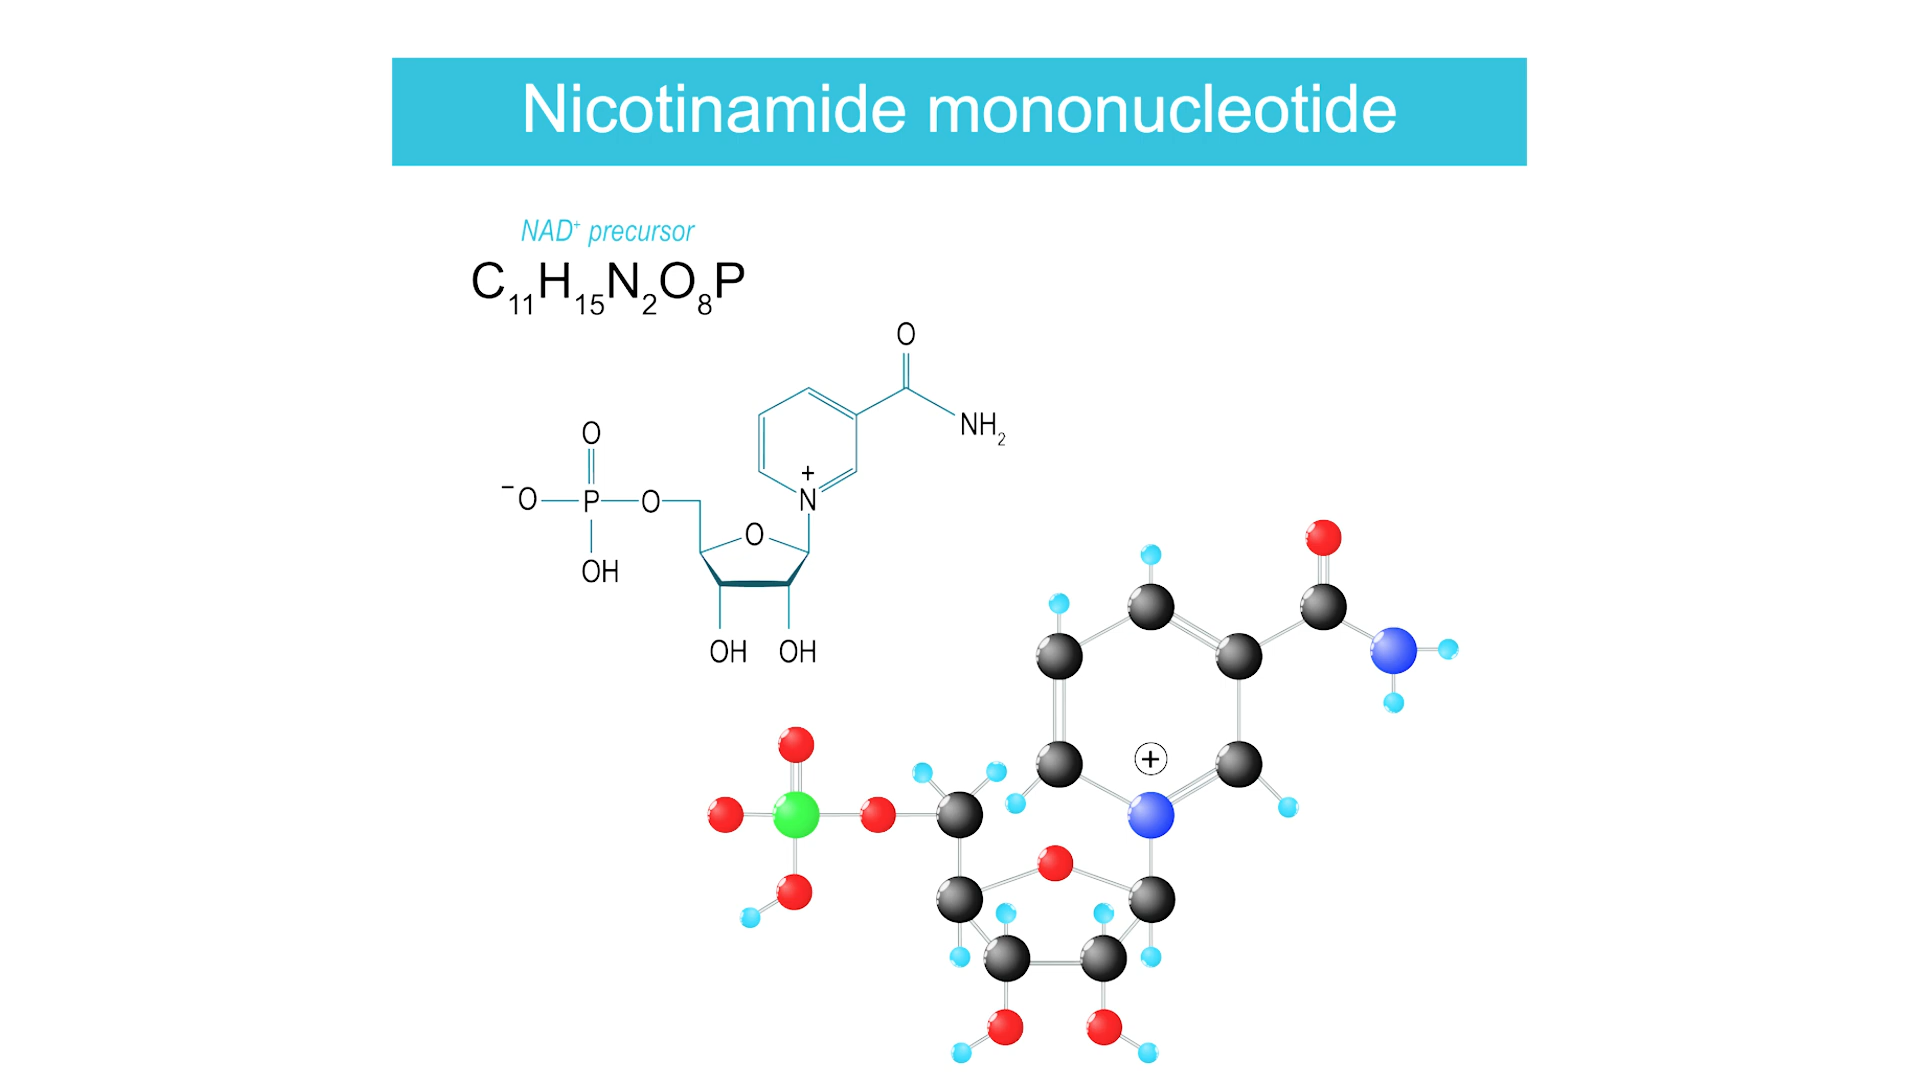 Nicotinamide mononucleotide
NAD⁺ precursor
C₁₁H₁₅N₂O₈P
O
NH₂
O
⁻O P O
+
N
O
OH
OH OH
+